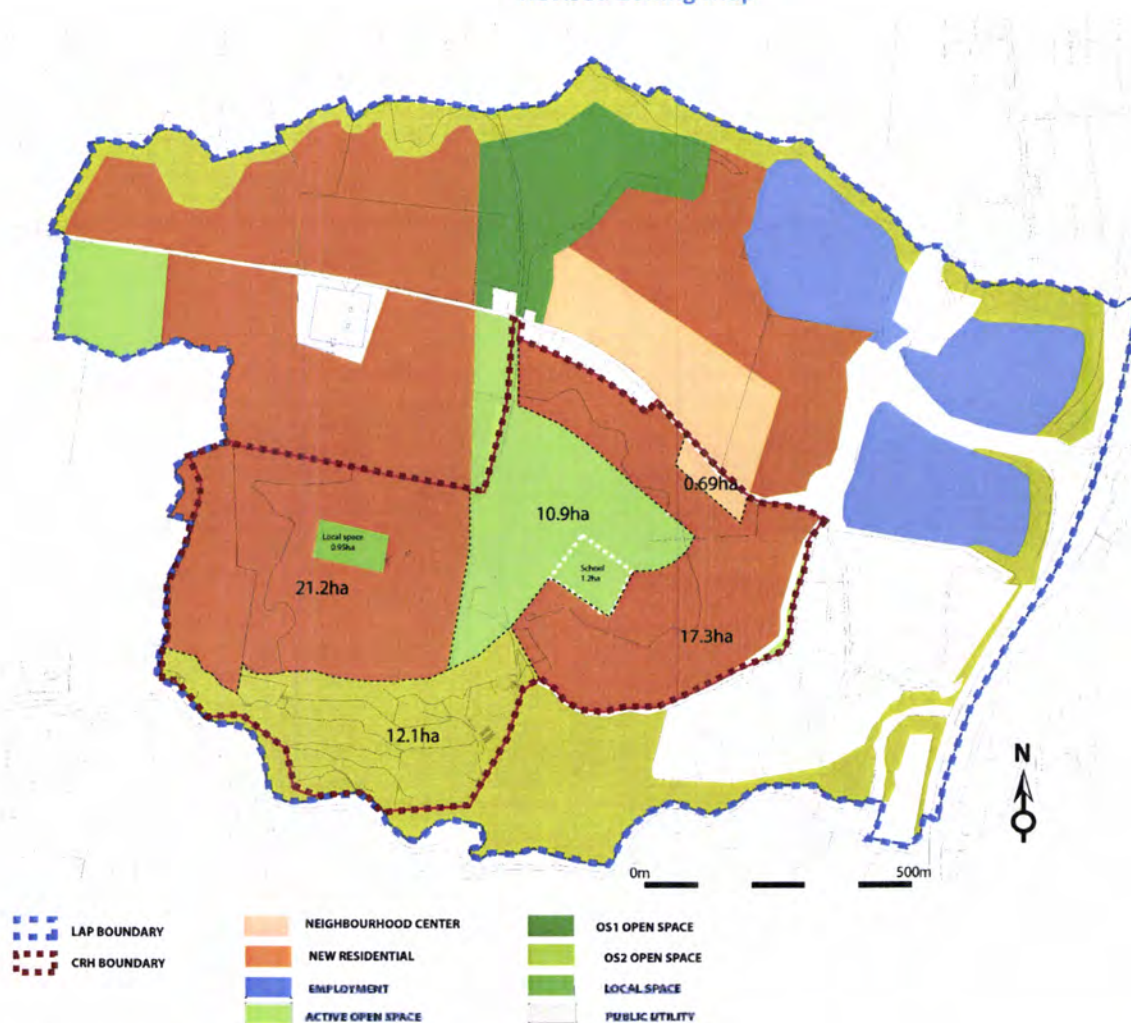 0.69ha
10.9ha
Local space
0.95ha
School
1.2ha
21.2ha
17.3ha
12.1ha
N
0m
500m
LAP BOUNDARY
CRH BOUNDARY
NEIGHBOURHOOD CENTER
NEW RESIDENTIAL
EMPLOYMENT
ACTIVE OPEN SPACE
OS1 OPEN SPACE
OS2 OPEN SPACE
LOCAL SPACE
PUBLIC UTILITY